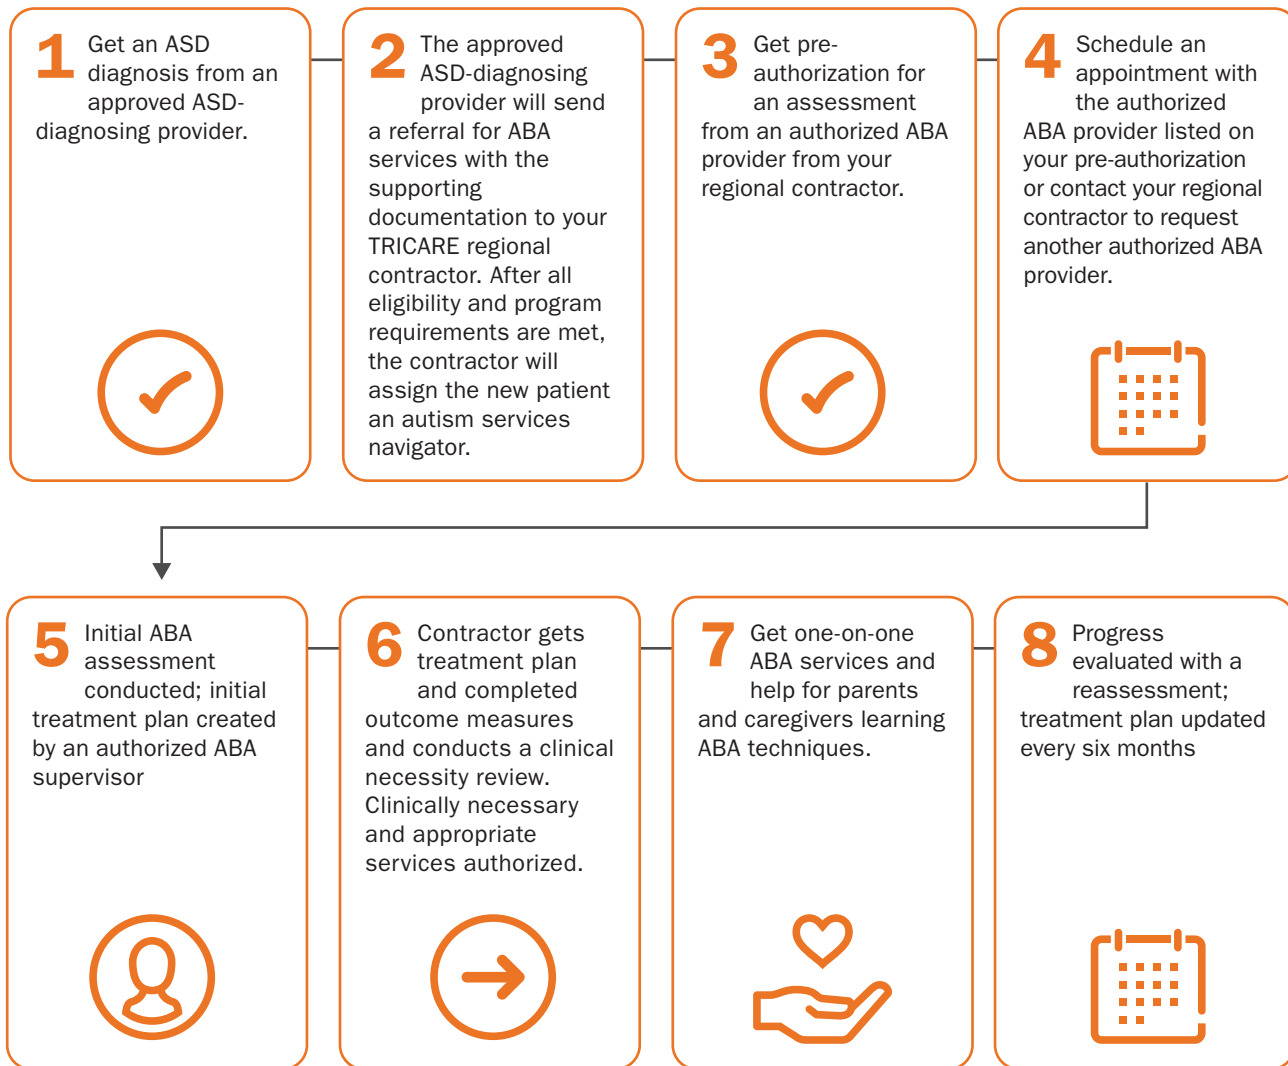 1 Get an ASD
diagnosis from an
approved ASD-
diagnosing provider.
2 The approved
ASD-diagnosing
provider will send
a referral for ABA
services with the
supporting
documentation to your
TRICARE regional
contractor. After all
eligibility and program
requirements are met,
the contractor will
assign the new patient
an autism services
navigator.
3 Get pre-
authorization for
an assessment
from an authorized ABA
provider from your
regional contractor.
4 Schedule an
appointment with
the authorized
ABA provider listed on
your pre-authorization
or contact your regional
contractor to request
another authorized ABA
provider.
5 Initial ABA
assessment
conducted; initial
treatment plan created
by an authorized ABA
supervisor
6 Contractor gets
treatment plan
and completed
outcome measures
and conducts a clinical
necessity review.
Clinically necessary
and appropriate
services authorized.
7 Get one-on-one
ABA services and
help for parents
and caregivers learning
ABA techniques.
8 Progress
evaluated with a
reassessment;
treatment plan updated
every six months